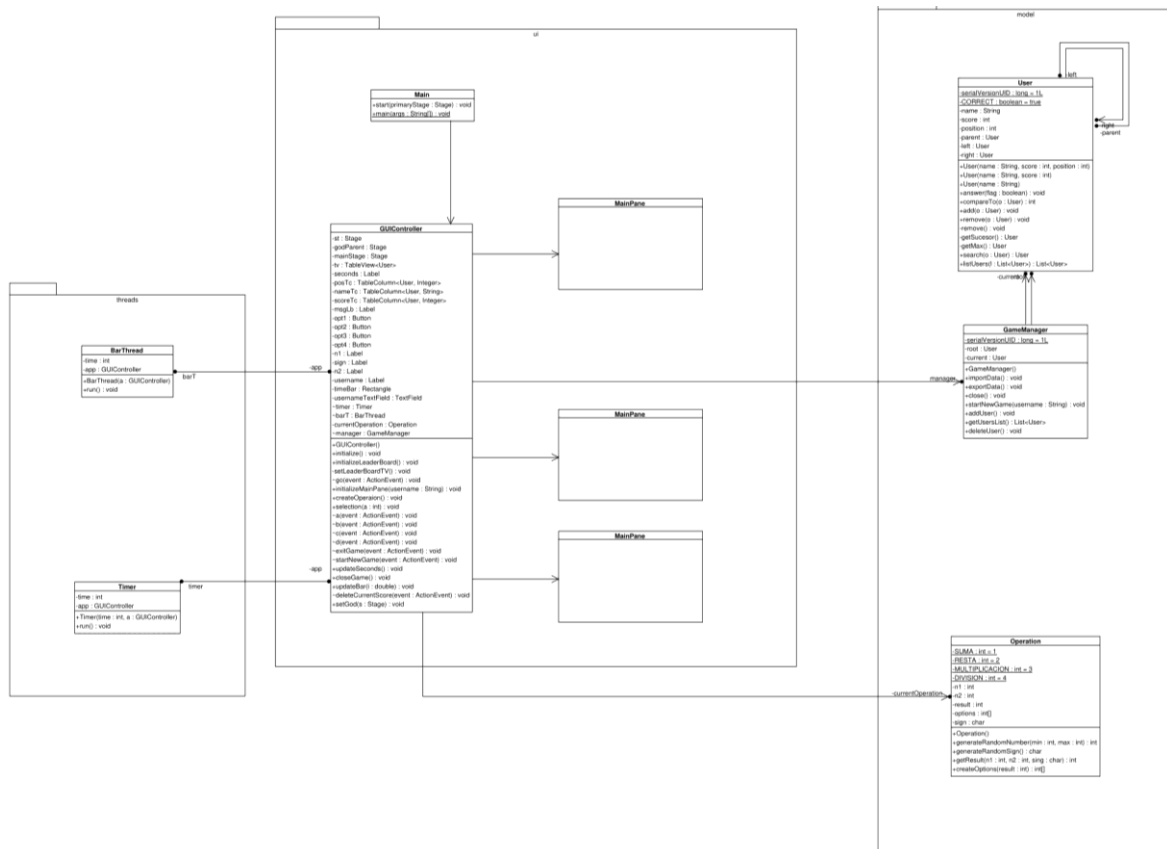 ui
Main
+start(primaryStage : Stage) : void
+main(args : String[]) : void
GUIController
-st : Stage
-godParent : Stage
-mainStage : Stage
-tv : TableView<User>
-seconds : Label
-posTc : TableColumn<User, Integer>
-nameTc : TableColumn<User, String>
-scoreTc : TableColumn<User, Integer>
-msgLb : Label
-opt1 : Button
-opt2 : Button
-opt3 : Button
-opt4 : Button
-n1 : Label
-sign : Label
-n2 : Label
-username : Label
-timeBar : Rectangle
-usernameTextField : TextField
-timer : Timer
-barT : BarThread
-currentOperation : Operation
-manager : GameManager
+GUIController()
+initialize() : void
+initializeLeaderBoard() : void
-setLeaderBoardTV() : void
-gc(event : ActionEvent) : void
+initializeMainPane(username : String) : void
+createOperaion() : void
+selection(a : int) : void
-a(event : ActionEvent) : void
-b(event : ActionEvent) : void
-c(event : ActionEvent) : void
-d(event : ActionEvent) : void
-exitGame(event : ActionEvent) : void
-startNewGame(event : ActionEvent) : void
+updateSeconds() : void
+closeGame() : void
+updateBar(i : double) : void
-deleteCurrentScore(event : ActionEvent) : void
+setGod(s : Stage) : void
MainPane
MainPane
MainPane
threads
BarThread
-time : int
-app : GUIController
+BarThread(a : GUIController)
+run() : void
barT
-app
Timer
-time : int
-app : GUIController
+Timer(time : int, a : GUIController)
+run() : void
timer
-app
model
User
-serialVersionUID : long = 1L
-CORRECT : boolean = true
-name : String
-score : int
-position : int
-parent : User
-left : User
-right : User
+User(name : String, score : int, position : int)
+User(name : String, score : int)
+User(name : String)
+answer(flag : boolean) : void
+compareTo(o : User) : int
+add(o : User) : void
+remove(s : User) : void
-remove() : void
-getSucesor() : User
-getMax() : User
+search(o : User) : User
+listUsers(l : List<User>) : List<User>
-left
-right
-parent
GameManager
-serialVersionUID : long = 1L
-root : User
-current : User
+GameManager()
+importData() : void
+exportData() : void
+close() : void
+startNewGame(username : String) : void
+addUser() : void
+getUsersList() : List<User>
+deleteUser() : void
manager
Operation
-SUMA : int = 1
-RESTA : int = 2
-MULTIPLICACION : int = 3
-DIVISION : int = 4
-n1 : int
-n2 : int
-result : int
-options : int[]
-sign : char
+Operation()
+generateRandomNumber(min : int, max : int) : int
+generateRandomSign() : char
+getResult(n1 : int, n2 : int, sing : char) : int
+createOptions(result : int) : int[]
-currentOperation